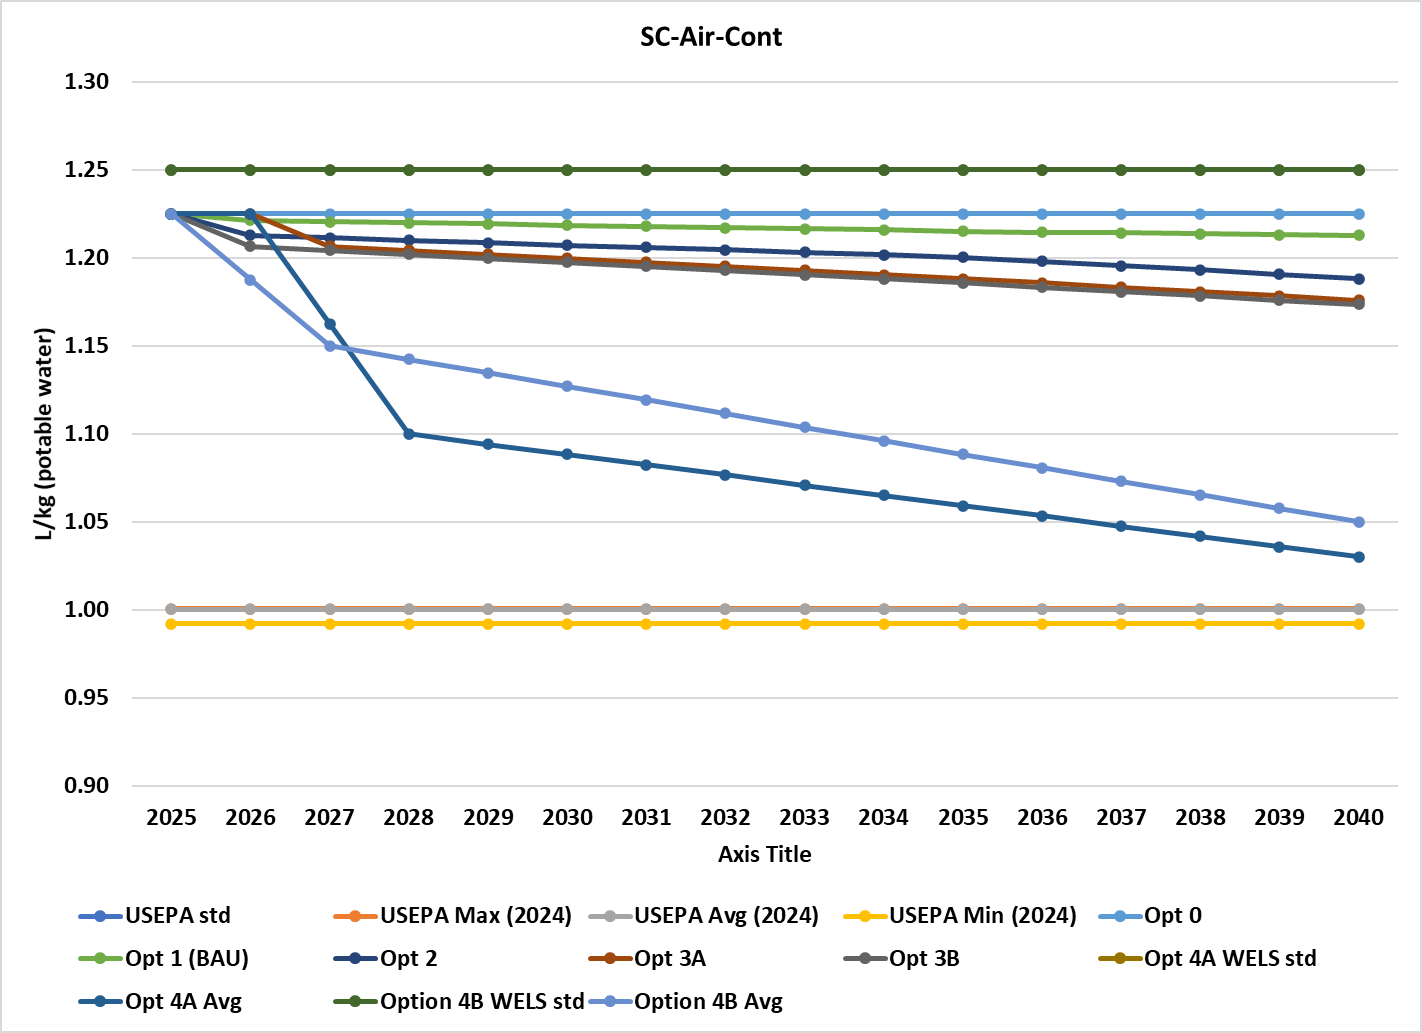 SC-Air-Cont
1.30
1.25
1.20
1.15
1.10
1.05
1.00
0.95
0.90
L/kg (potable water)
2025 2026 2027 2028 2029 2030 2031 2032 2033 2034 2035 2036 2037 2038 2039 2040
Axis Title
USEPA std USEPA Max (2024) USEPA Avg (2024) USEPA Min (2024) Opt 0
Opt 1 (BAU) Opt 2 Opt 3A Opt 3B Opt 4A WELS std
Opt 4A Avg Option 4B WELS std Option 4B Avg